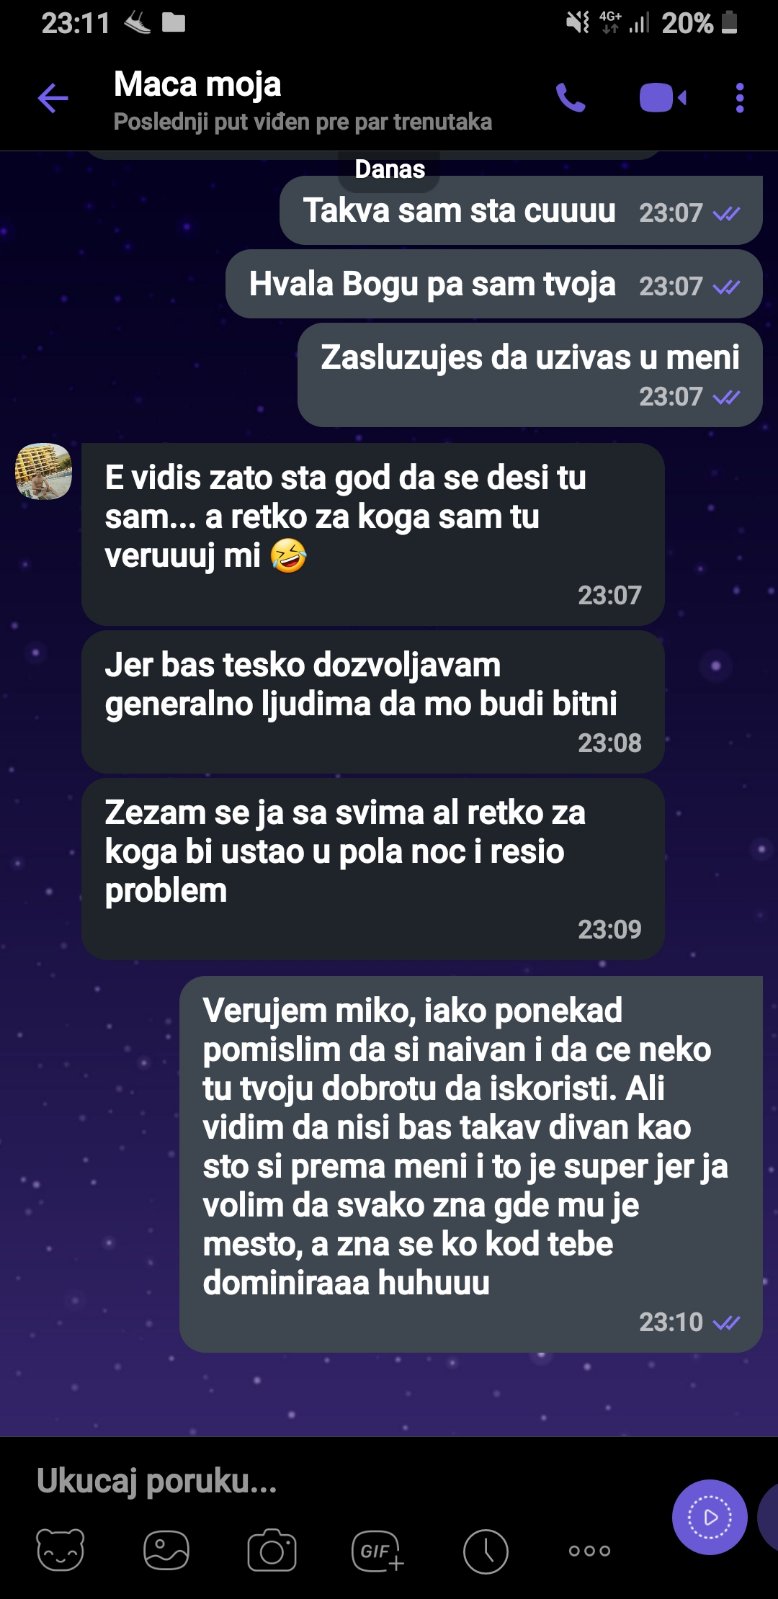 23:11 4G+ 20%
Maca moja
Poslednji put viđen pre par trenutaka
Danas
Takva sam sta cuuuu 23:07
Hvala Bogu pa sam tvoja 23:07
Zasluzujes da uzivas u meni
23:07
E vidis zato sta god da se desi tu
sam... a retko za koga sam tu
veruuuj mi 🤣
23:07
Jer bas tesko dozvoljavam
generalno ljudima da mo budi bitni
23:08
Zezam se ja sa svima al retko za
koga bi ustao u pola noc i resio
problem
23:09
Verujem miko, iako ponekad
pomislim da si naivan i da ce neko
tu tvoju dobrotu da iskoristi. Ali
vidim da nisi bas takav divan kao
sto si prema meni i to je super jer ja
volim da svako zna gde mu je
mesto, a zna se ko kod tebe
dominiraaa huhuuu
23:10
Ukucaj poruku...
GIF